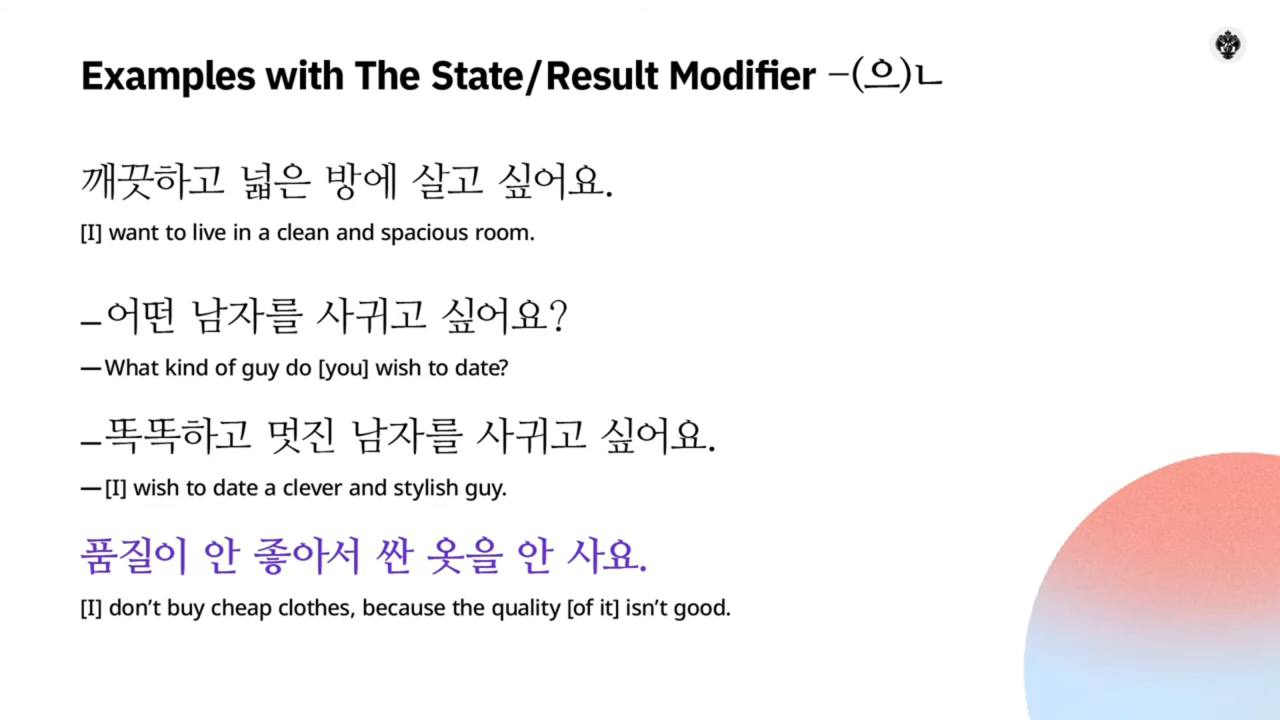 Examples with The State/Result Modifier –(으)ㄴ
깨끗하고 넓은 방에 살고 싶어요.
[I] want to live in a clean and spacious room.
–어떤 남자를 사귀고 싶어요?
—What kind of guy do [you] wish to date?
–똑똑하고 멋진 남자를 사귀고 싶어요.
—[I] wish to date a clever and stylish guy.
품질이 안 좋아서 싼 옷을 안 사요.
[I] don’t buy cheap clothes, because the quality [of it] isn’t good.